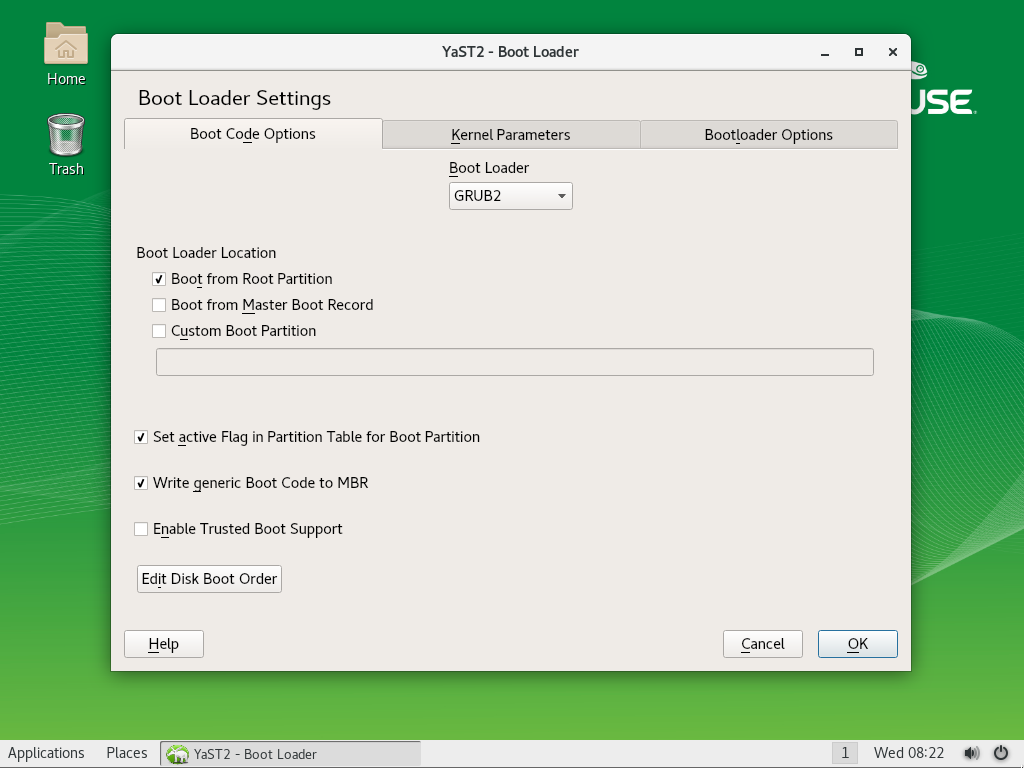 Home
Trash
YaST2 - Boot Loader
USE
Boot Loader Settings
Boot Code Options
Kernel Parameters
Bootloader Options
Boot Loader
GRUB2
Boot Loader Location
Boot from Root Partition
Boot from Master Boot Record
Custom Boot Partition
Set active Flag in Partition Table for Boot Partition
Write generic Boot Code to MBR
Enable Trusted Boot Support
Edit Disk Boot Order
Help
Cancel
OK
Applications
Places
YaST2 - Boot Loader
1
Wed 08:22